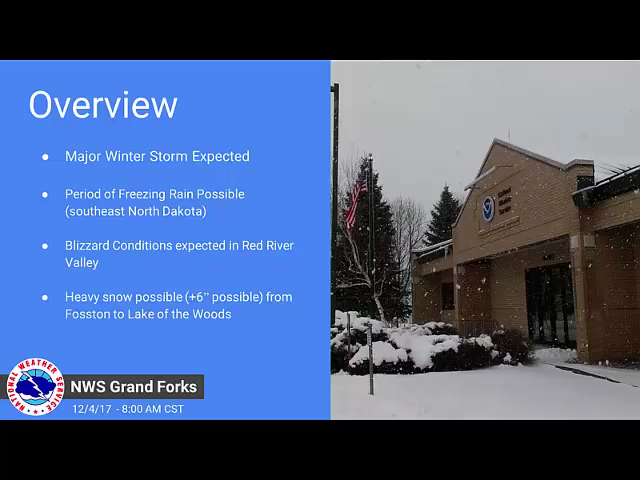 Overview
● Major Winter Storm Expected
● Period of Freezing Rain Possible
(southeast North Dakota)
● Blizzard Conditions expected in Red River
Valley
● Heavy snow possible (+6” possible) from
Fosston to Lake of the Woods
NATIONAL WEATHER SERVICE
NWS Grand Forks
12/4/17 - 8:00 AM CST